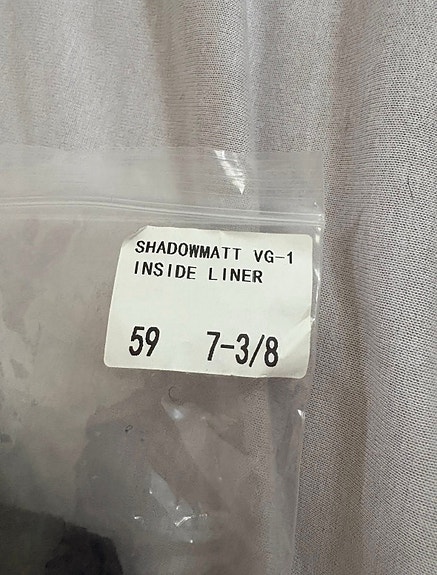 SHADOWMATT VG-1
INSIDE LINER
59 7-3/8